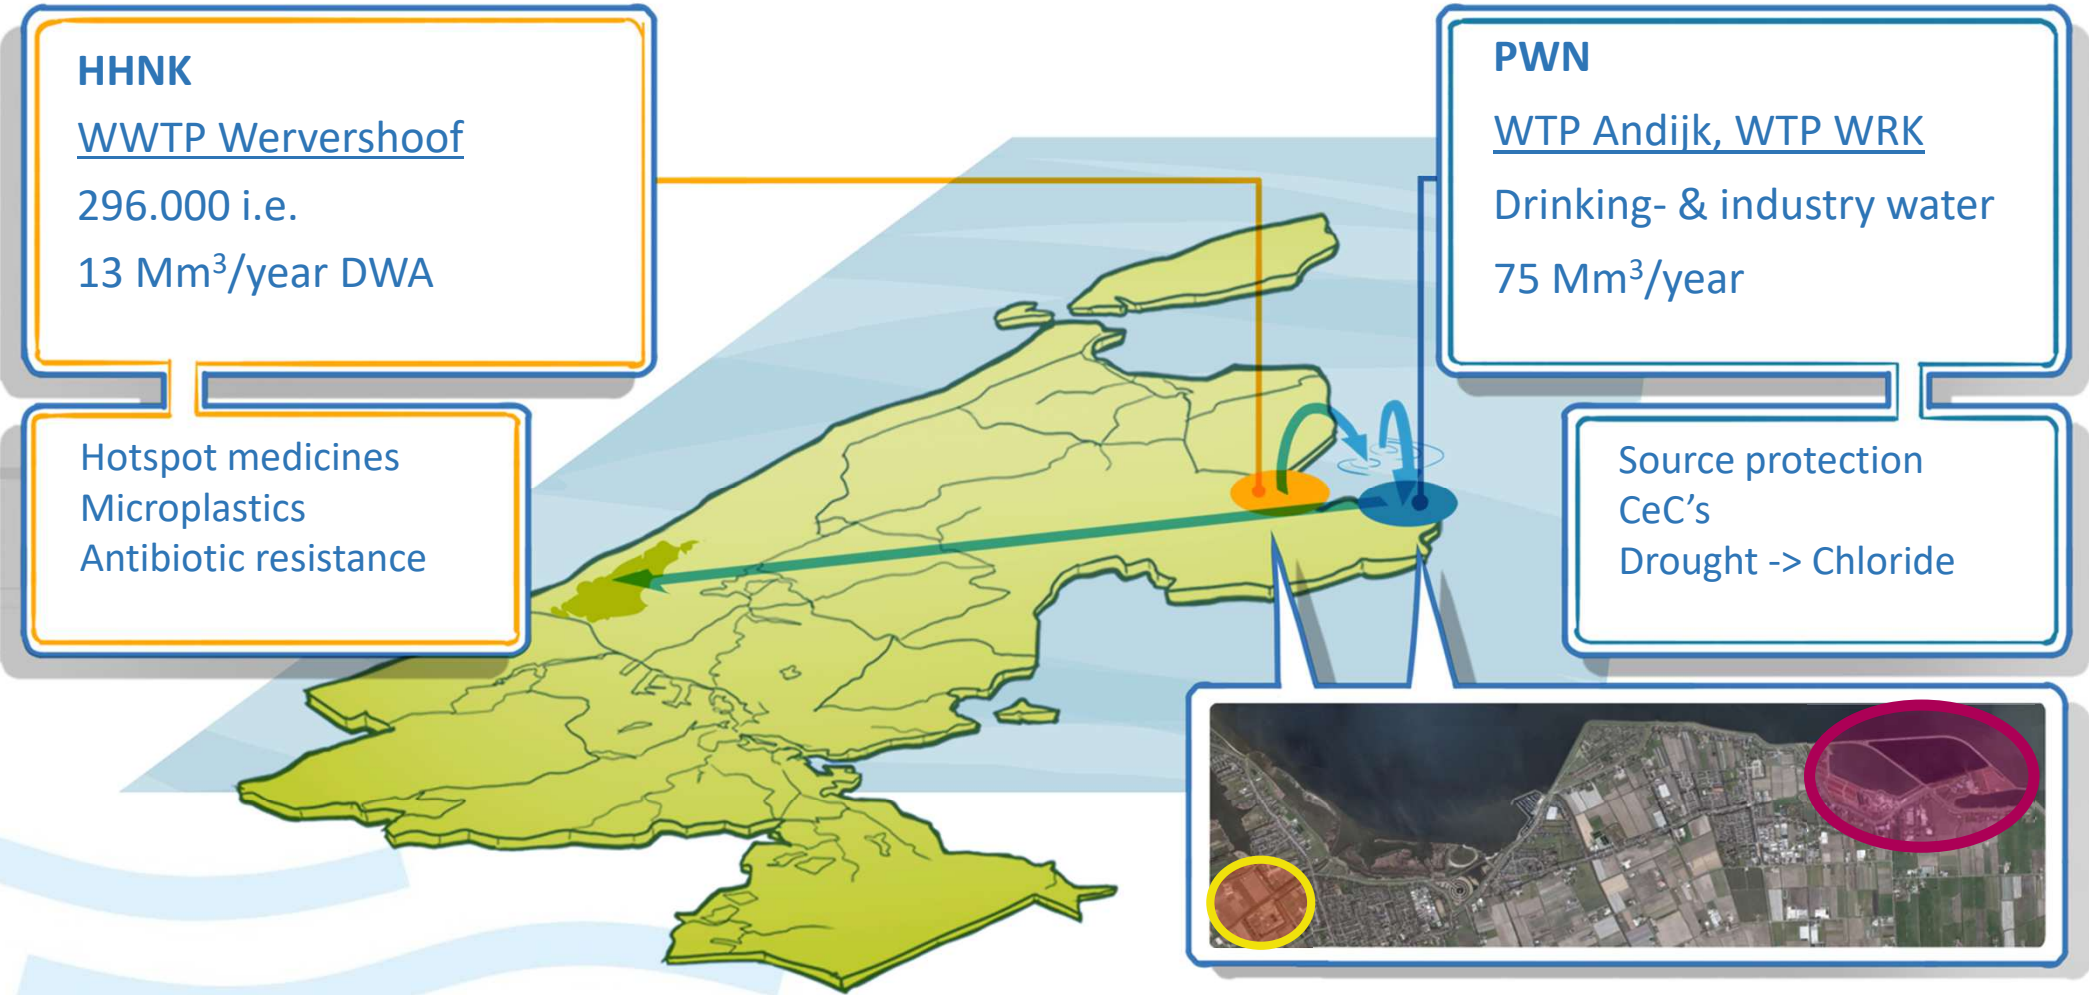 HHNK
WWTP Wervershoof
296.000 i.e.
13 Mm³/year DWA
Hotspot medicines
Microplastics
Antibiotic resistance
PWN
WTP Andijk, WTP WRK
Drinking- & industry water
75 Mm³/year
Source protection
CeC's
Drought -> Chloride